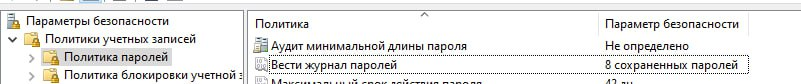 Параметры безопасности
Политики учетных записей
Политика паролей
Политика блокировки учетной з
Политика Параметр безопасности
Аудит минимальной длины пароля Не определено
Вести журнал паролей 8 сохраненных паролей